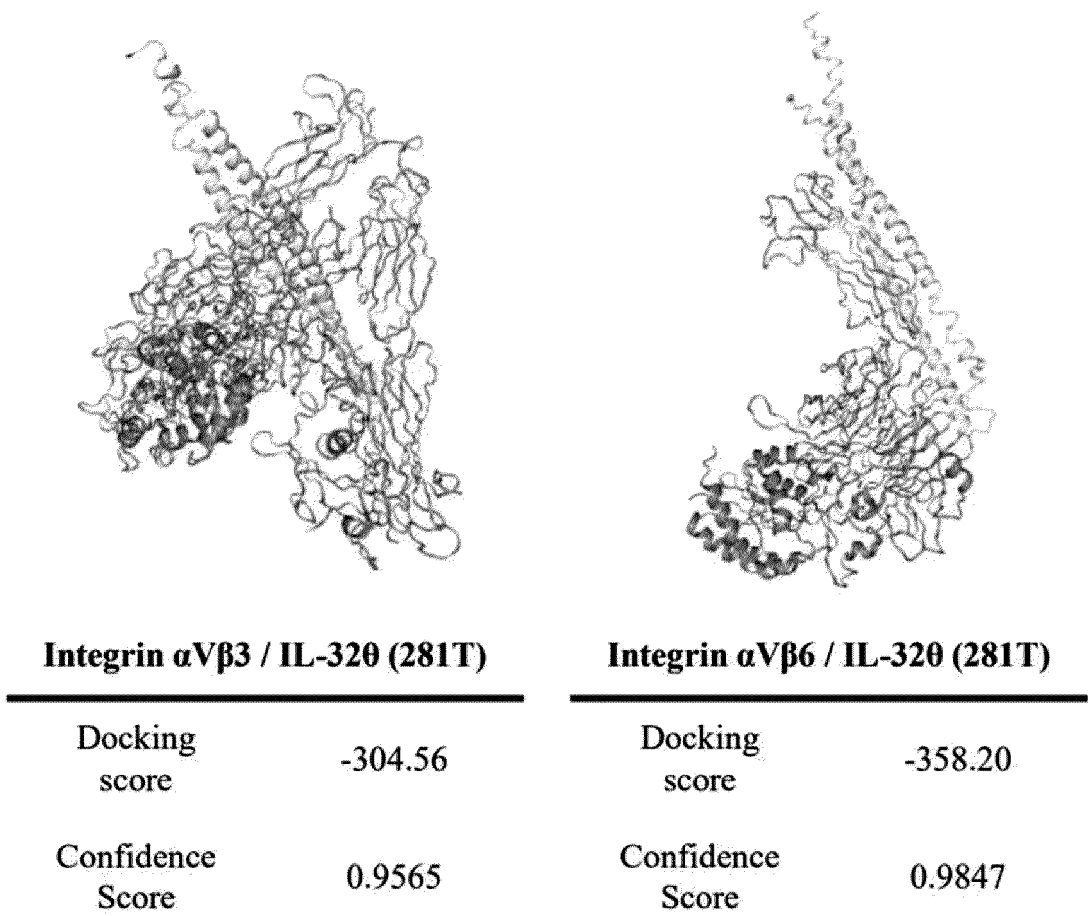 Integrin αVβ3 / IL-32θ (281T)
Docking
score
-304.56
Confidence
Score
0.9565
Integrin αVβ6 / IL-32θ (281T)
Docking
score
-358.20
Confidence
Score
0.9847